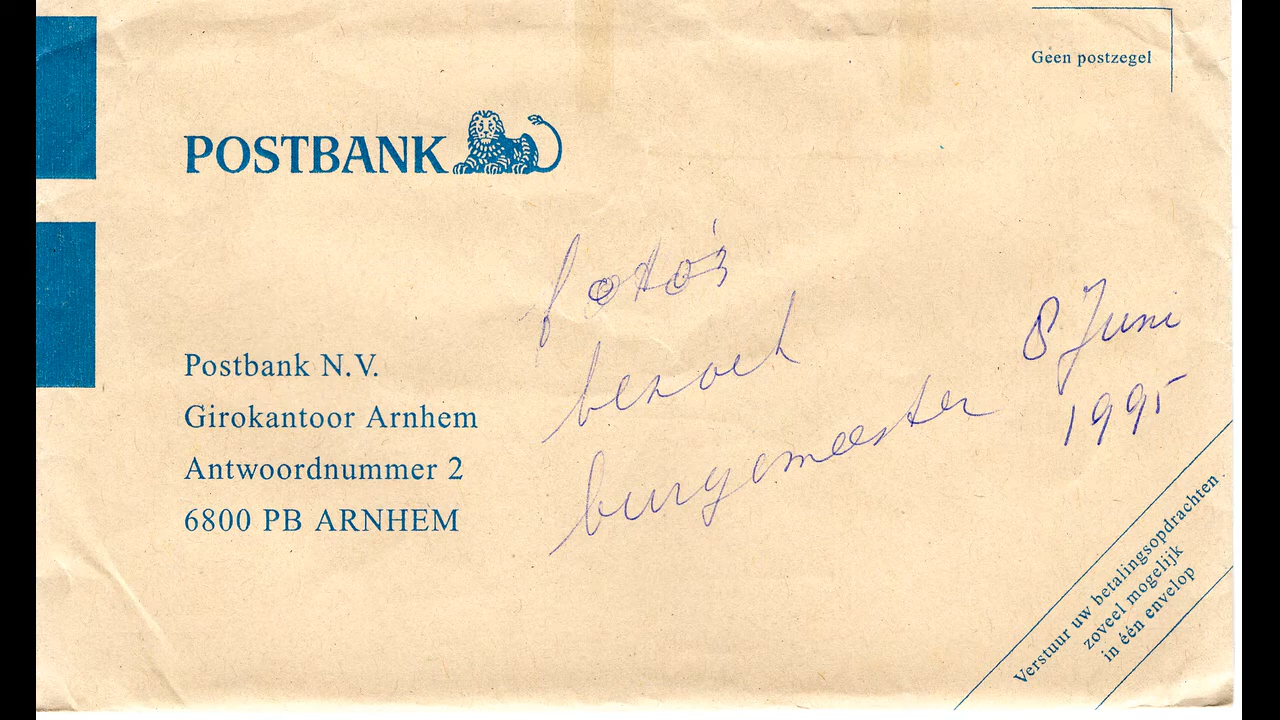 Geen postzegel
POSTBANK
foto's
bezoek
burgemeester
8 Juni
1995
Postbank N.V.
Girokantoor Arnhem
Antwoordnummer 2
6800 PB ARNHEM
Verstuur uw betalingsopdrachten
zoveel mogelijk
in één envelop